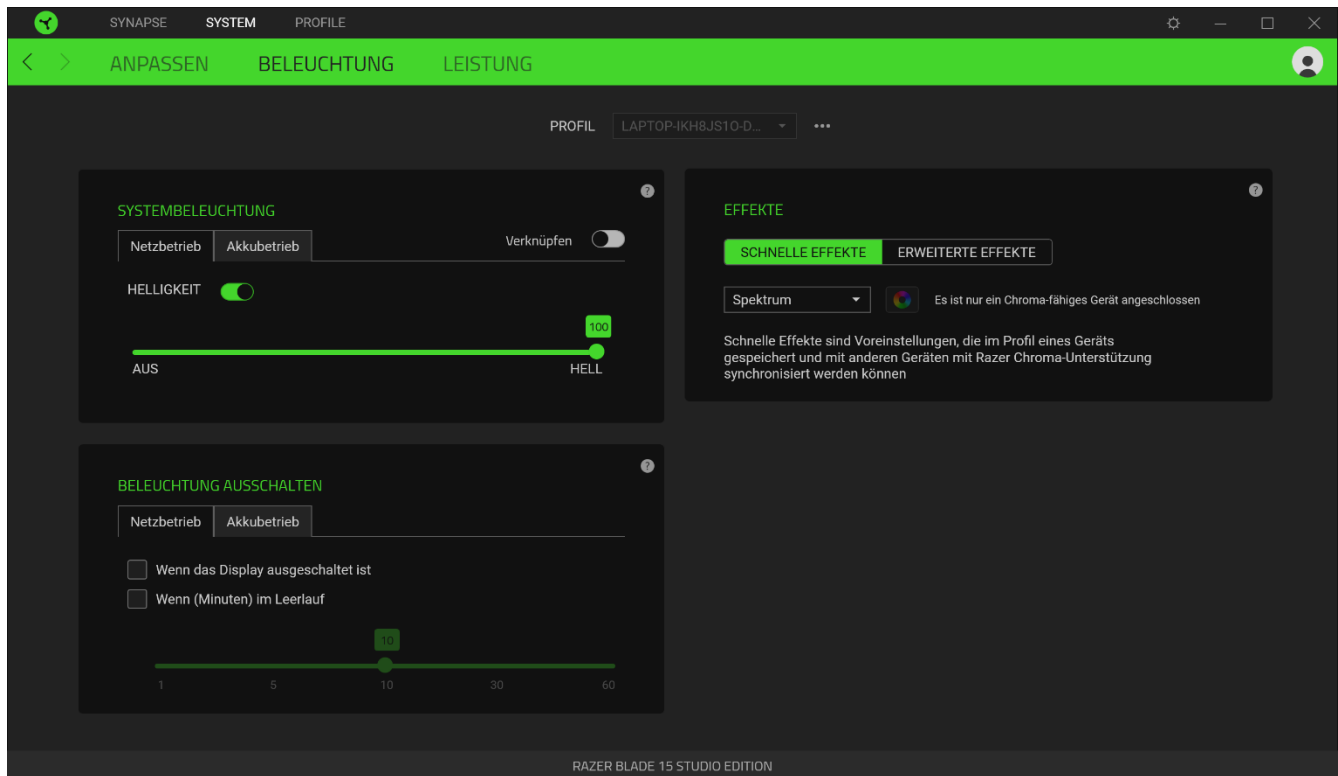 SYNAPSE SYSTEM PROFILE
ANPASSEN BELEUCHTUNG LEISTUNG
PROFIL LAPTOP-IKH8JS1O-D...
SYSTEMBELEUCHTUNG
Netzbetrieb Akkubetrieb Verknüpfen
HELLIGKEIT
100
AUS HELL
EFFEKTE
SCHNELLE EFFEKTE ERWEITERTE EFFEKTE
Spektrum Es ist nur ein Chroma-fähiges Gerät angeschlossen
Schnelle Effekte sind Voreinstellungen, die im Profil eines Geräts
gespeichert und mit anderen Geräten mit Razer Chroma-Unterstützung
synchronisiert werden können
BELEUCHTUNG AUSSCHALTEN
Netzbetrieb Akkubetrieb
Wenn das Display ausgeschaltet ist
Wenn (Minuten) im Leerlauf
10
1 5 10 30 60
RAZER BLADE 15 STUDIO EDITION